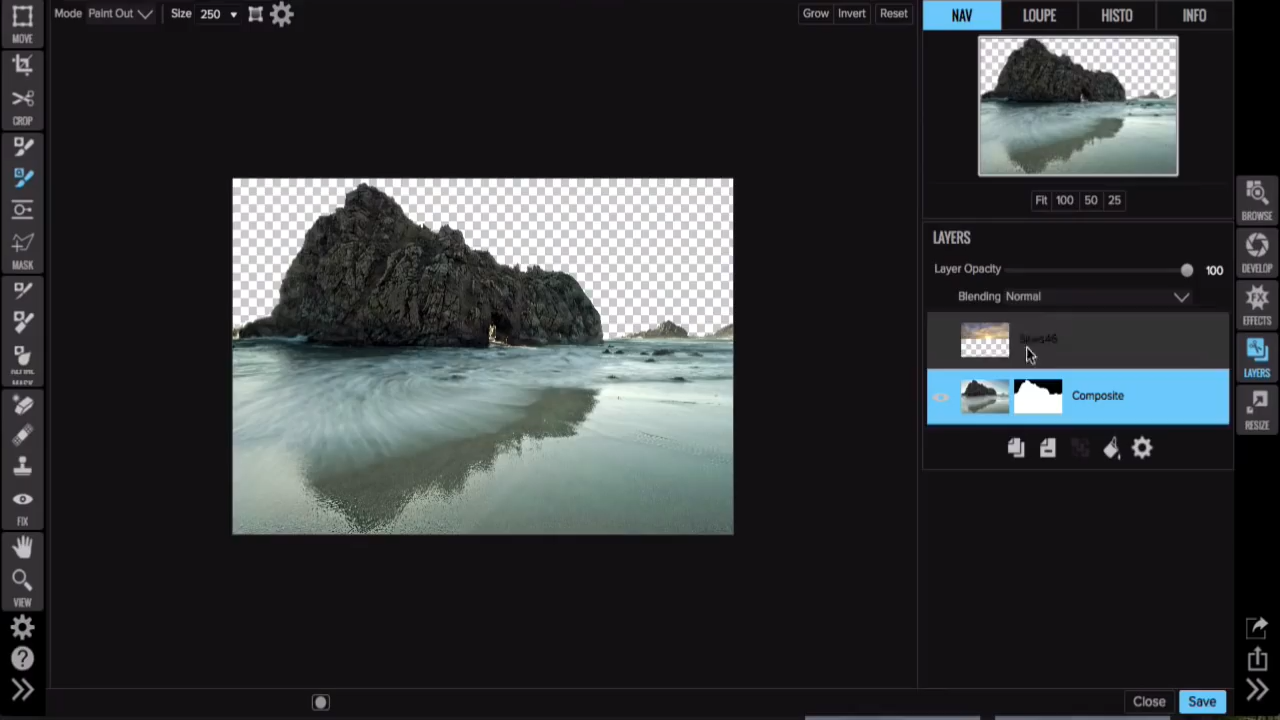 Mode Paint Out Size 250
Grow Invert Reset
NAV LOUPE HISTO INFO
MOVE
CROP
MASK
FIX
VIEW
Fit 100 50 25
LAYERS
Layer Opacity 100
Blending Normal
Composite
BROWSE
DEVELOP
EFFECTS
LAYERS
RESIZE
Close Save